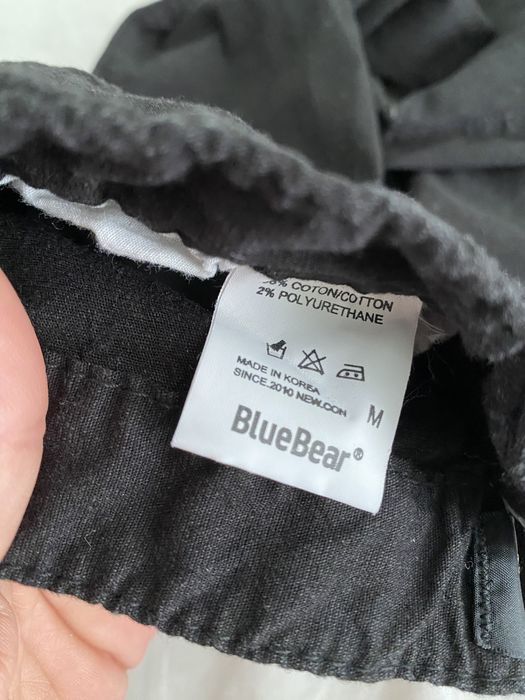 COTON/COTTON
2% POLYURETHANE
MADE IN KOREA
SINCE.2010 NEW.CON
M
BlueBear®